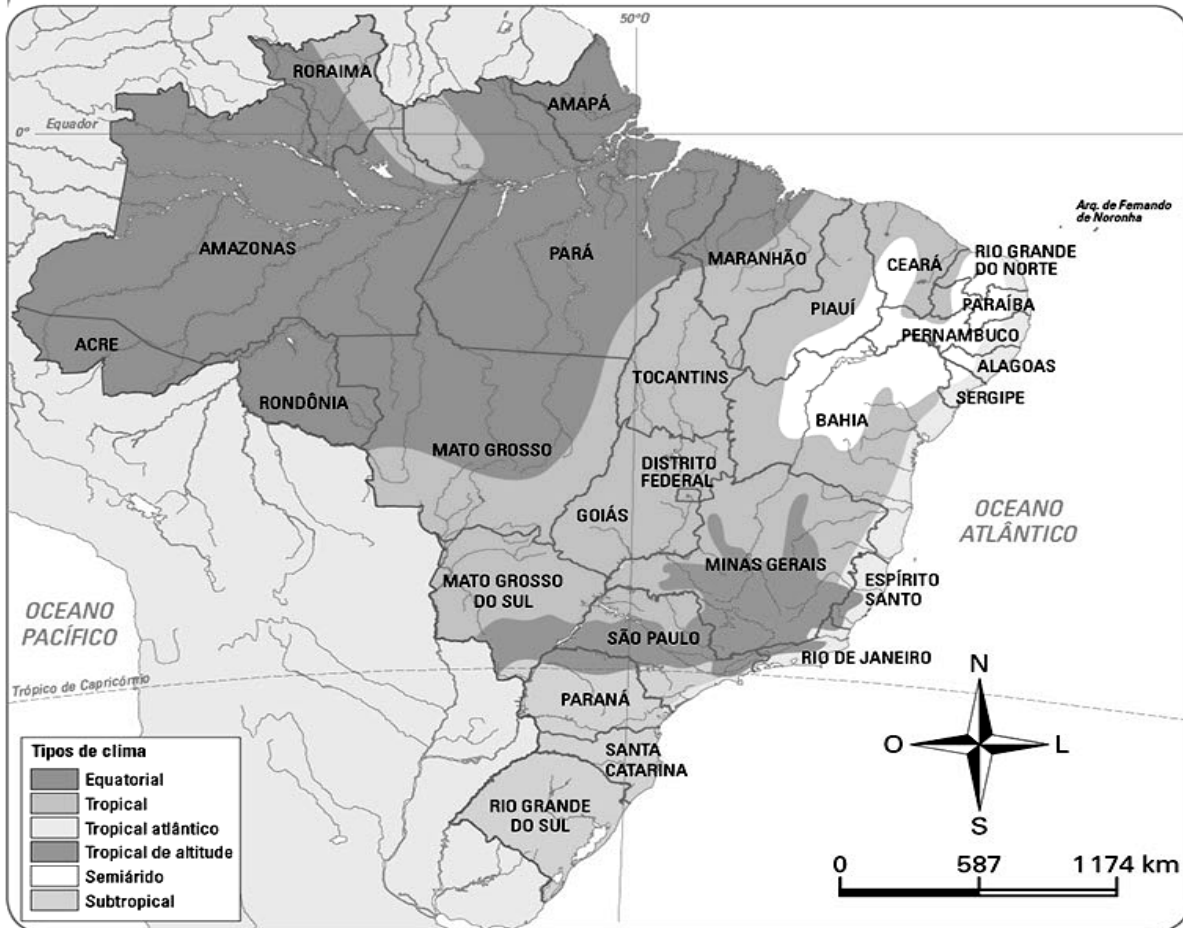 50°O
RORAIMA
AMAPÁ
Equador
0°
Arq. de Fernando
de Noronha
AMAZONAS
PARÁ
MARANHÃO
CEARÁ
RIO GRANDE
DO NORTE
PIAUÍ
PARAÍBA
PERNAMBUCO
ACRE
ALAGOAS
TOCANTINS
SERGIPE
RONDÔNIA
BAHIA
MATO GROSSO
DISTRITO
FEDERAL
GOIÁS
OCEANO
ATLÂNTICO
MINAS GERAIS
MATO GROSSO
DO SUL
ESPÍRITO
SANTO
OCEANO
PACÍFICO
SÃO PAULO
RIO DE JANEIRO
Trópico de Capricórnio
PARANÁ
N
O
L
S
SANTA
CATARINA
RIO GRANDE
DO SUL
Tipos de clima
Equatorial
Tropical
Tropical atlântico
Tropical de altitude
Semiárido
Subtropical
0 587 1 174 km